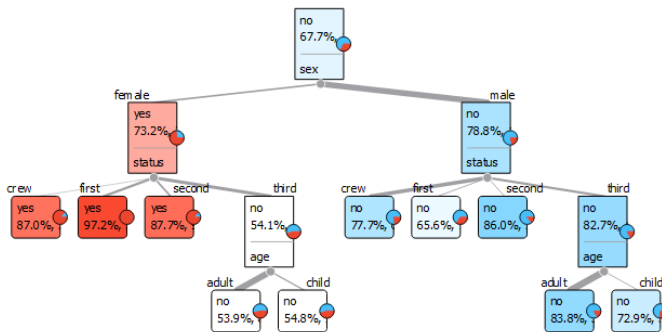 no
67.7%,
sex
female
male
yes
73.2%,
status
no
78.8%,
status
crew
first
second
third
crew
first
second
third
yes
87.0%, :
yes
97.2%, :
yes
87.7%, :
no
54.1%,
age
no
77.7%, :
no
65.6%, :
no
86.0%, :
no
82.7%,
age
adult
child
adult
child
no
53.9%, :
no
54.8%, :
no
83.8%, :
no
72.9%, :